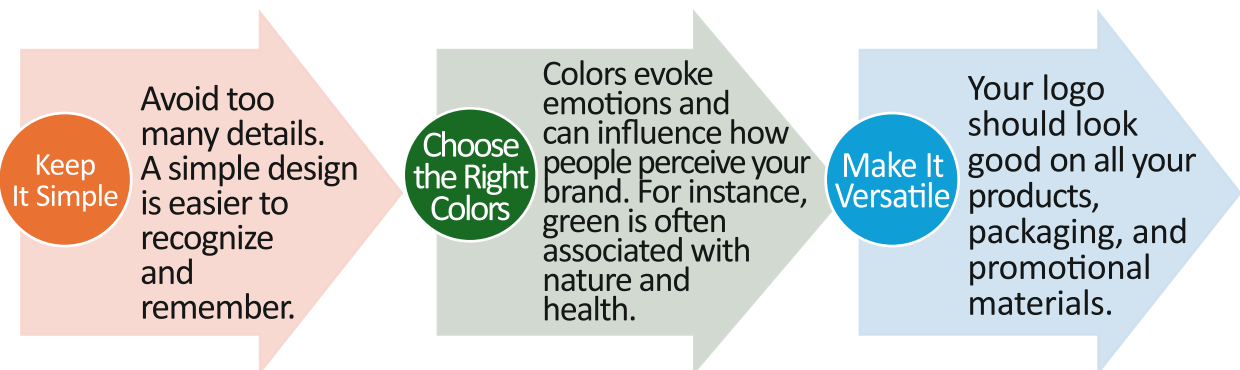 Keep
It Simple
Avoid too
many details.
A simple design
is easier to
recognize
and
remember.
Choose
the Right
Colors
Colors evoke
emotions and
can influence how
people perceive your
brand. For instance,
green is often
associated with
nature and
health.
Make It
Versatile
Your logo
should look
good on all your
products,
packaging, and
promotional
materials.